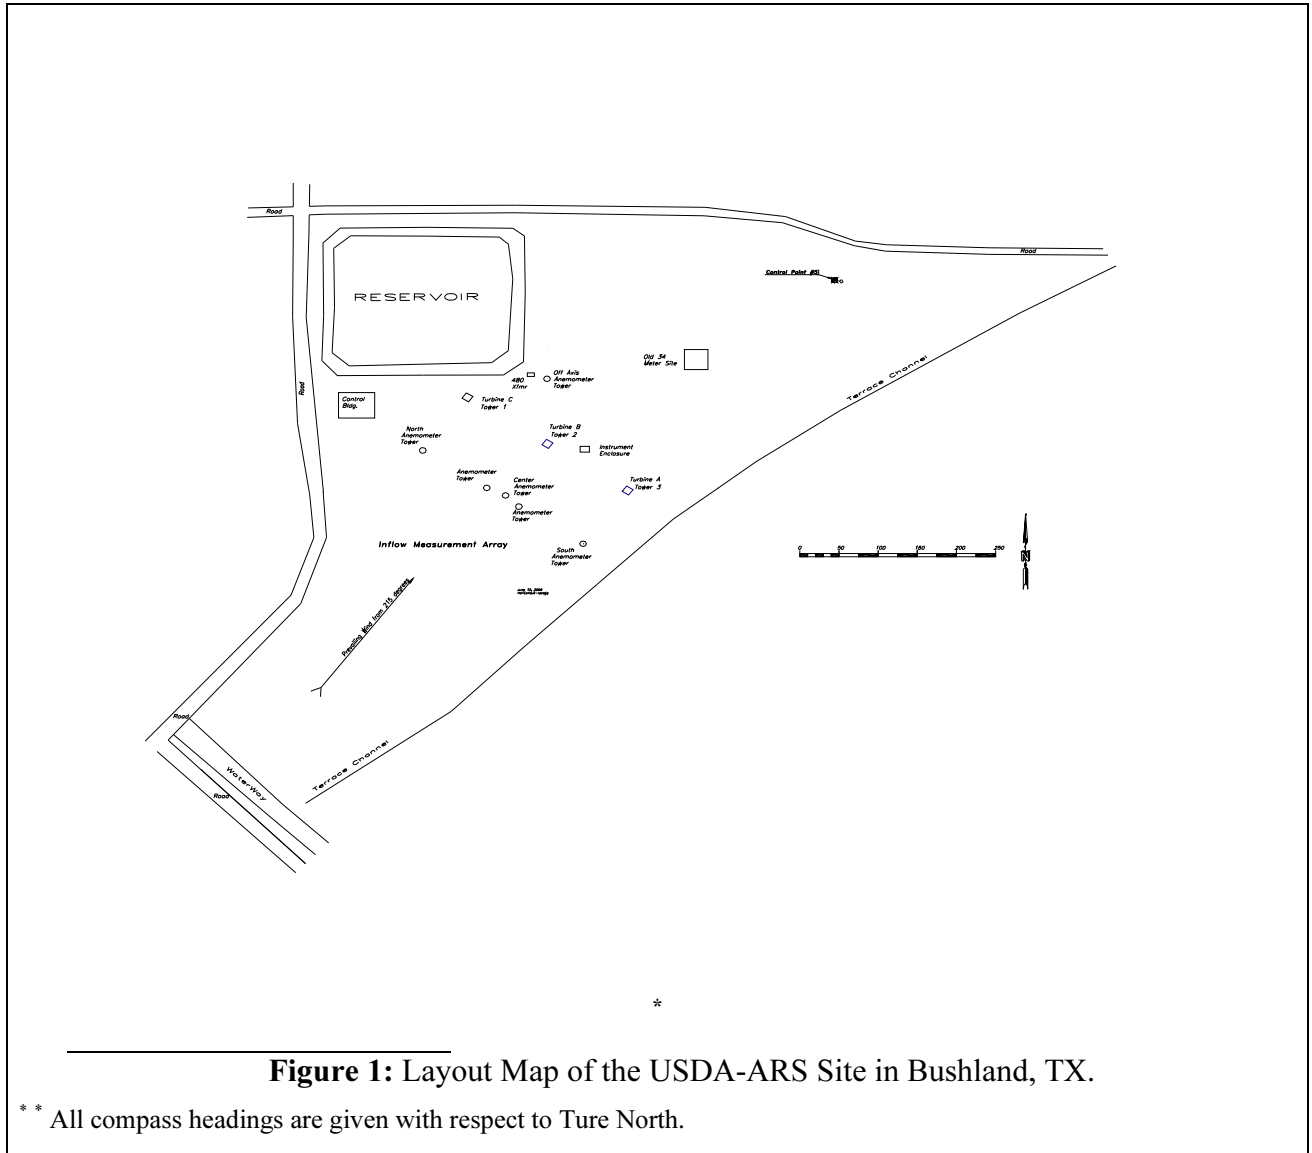 Road
Road
Control Point @5
RESERVOIR
Old 34
Meter Site
Terrace Channel
Road
480
Xfmr
Off Axis
Anemometer
Tower
Control
Bldg.
Turbine C
Tower 1
North
Anemometer
Tower
Turbine B
Tower 2
Instrument
Enclosure
Anemometer
Tower
Center
Anemometer
Tower
Turbine A
Tower 3
Anemometer
Tower
Inflow Measurement Array
South
Anemometer
Tower
0 50 100 150 200 250
N
Prevailing Wind from 215 degrees
Road
WaterWay
Road
Terrace Channel
*
Figure 1: Layout Map of the USDA-ARS Site in Bushland, TX.
* * All compass headings are given with respect to Ture North.